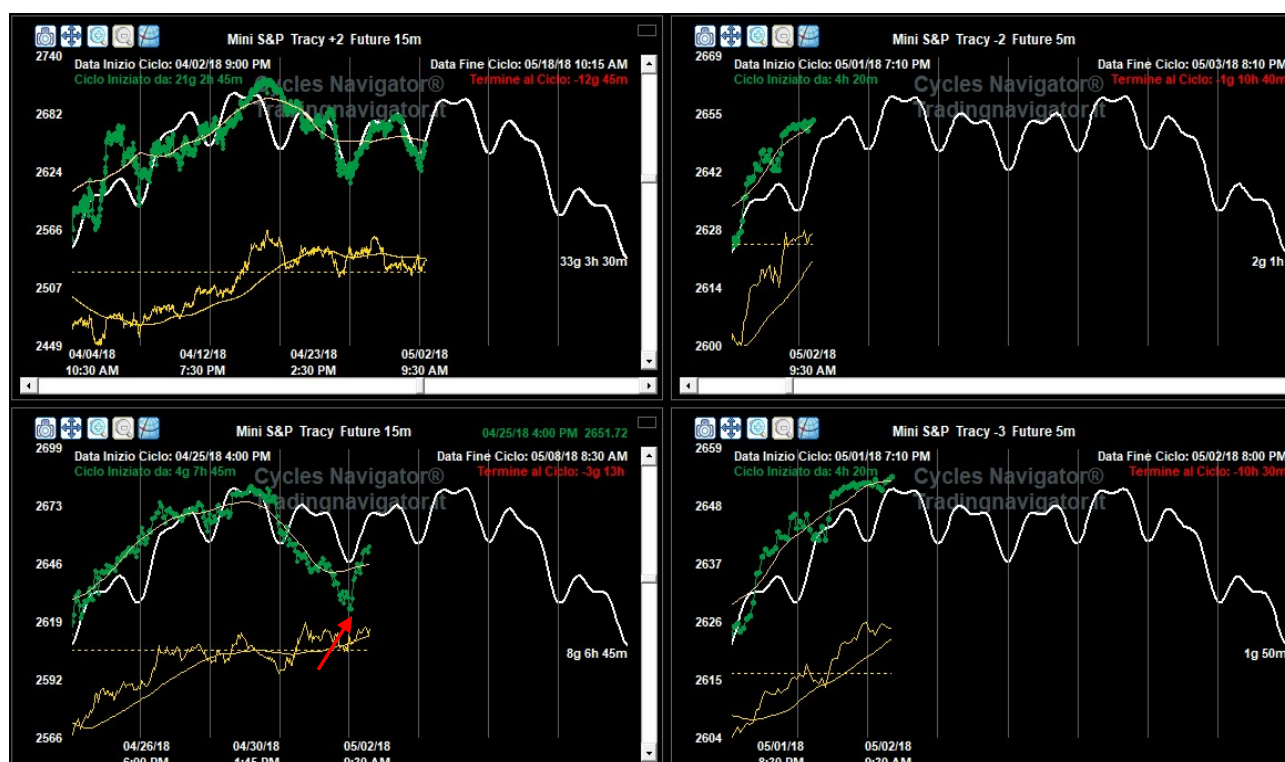 Mini S&P Tracy +2 Future 15m
2740
Data Inizio Ciclo: 04/02/18 9:00 PM
Data Fine Ciclo: 05/18/18 10:15 AM
Ciclo Iniziato da: 21g 2h 45m
Termine al Ciclo: -12g 45m
Cycles Navigator®
Tradingnavigator.it
2682
2624
2566
33g 3h 30m
2507
2449
04/04/18 04/12/18 04/23/18 05/02/18
10:30 AM 7:30 PM 2:30 PM 9:30 AM
Mini S&P Tracy -2 Future 5m
2669
Data Inizio Ciclo: 05/01/18 7:10 PM
Data Fine Ciclo: 05/03/18 8:10 PM
Ciclo Iniziato da: 4h 20m
Termine al Ciclo: -1g 10h 40m
Cycles Navigator®
Tradingnavigator.it
2655
2642
2628
2g 1h
2614
2600
05/02/18
9:30 AM
Mini S&P Tracy Future 15m
04/25/18 4:00 PM 2651.72
2699
Data Inizio Ciclo: 04/25/18 4:00 PM
Data Fine Ciclo: 05/08/18 8:30 AM
Ciclo Iniziato da: 4g 7h 45m
Termine al Ciclo: -3g 13h
Cycles Navigator®
Tradingnavigator.it
2673
2646
2619
8g 6h 45m
2592
2566
04/26/18 04/30/18 05/02/18
6:00 PM 1:45 PM 9:30 AM
Mini S&P Tracy -3 Future 5m
2659
Data Inizio Ciclo: 05/01/18 7:10 PM
Data Fine Ciclo: 05/02/18 8:00 PM
Ciclo Iniziato da: 4h 20m
Termine al Ciclo: -10h 30m
Cycles Navigator®
Tradingnavigator.it
2648
2637
2626
1g 50m
2615
2604
05/01/18 05/02/18
8:30 PM 9:30 AM